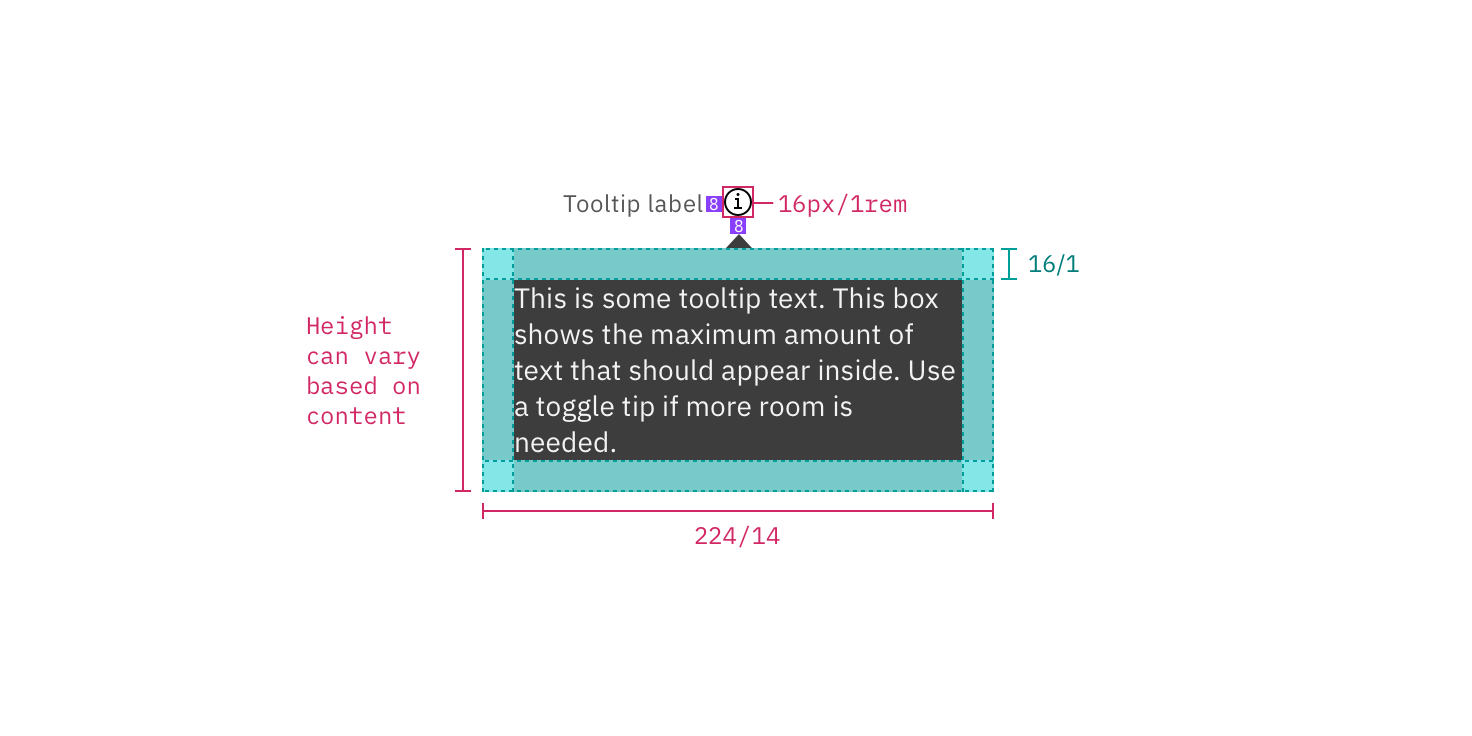 Tooltip label 8 i 16px/1rem
8
16/1
This is some tooltip text. This box
shows the maximum amount of
text that should appear inside. Use
a toggle tip if more room is
needed.
Height
can vary
based on
content
224/14